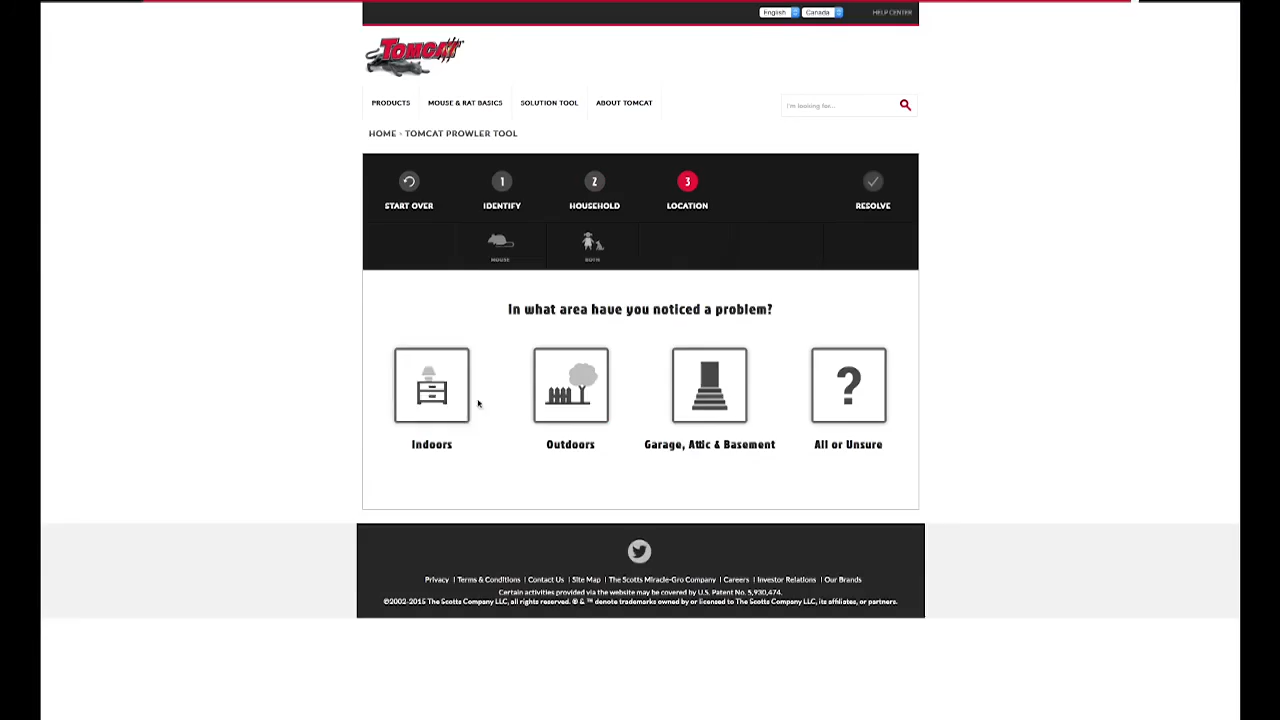 English Canada HELP CENTER
TOMCAT
PRODUCTS MOUSE & RAT BASICS SOLUTION TOOL ABOUT TOMCAT
I'm looking for...
HOME › TOMCAT PROWLER TOOL
1 2 3
START OVER IDENTIFY HOUSEHOLD LOCATION RESOLVE
MOUSE BOTH
In what area have you noticed a problem?
?
Indoors Outdoors Garage, Attic & Basement All or Unsure
Privacy | Terms & Conditions | Contact Us | Site Map | The Scotts Miracle-Gro Company | Careers | Investor Relations | Our Brands
Certain activities provided via the website may be covered by U.S. Patent No. 5,930,474.
©2002-2015 The Scotts Company LLC, all rights reserved. ® & ™ denote trademarks owned by or licensed to The Scotts Company LLC, its affiliates, or partners.